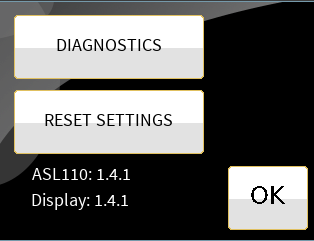 DIAGNOSTICS
RESET SETTINGS
ASL110: 1.4.1
Display: 1.4.1
OK